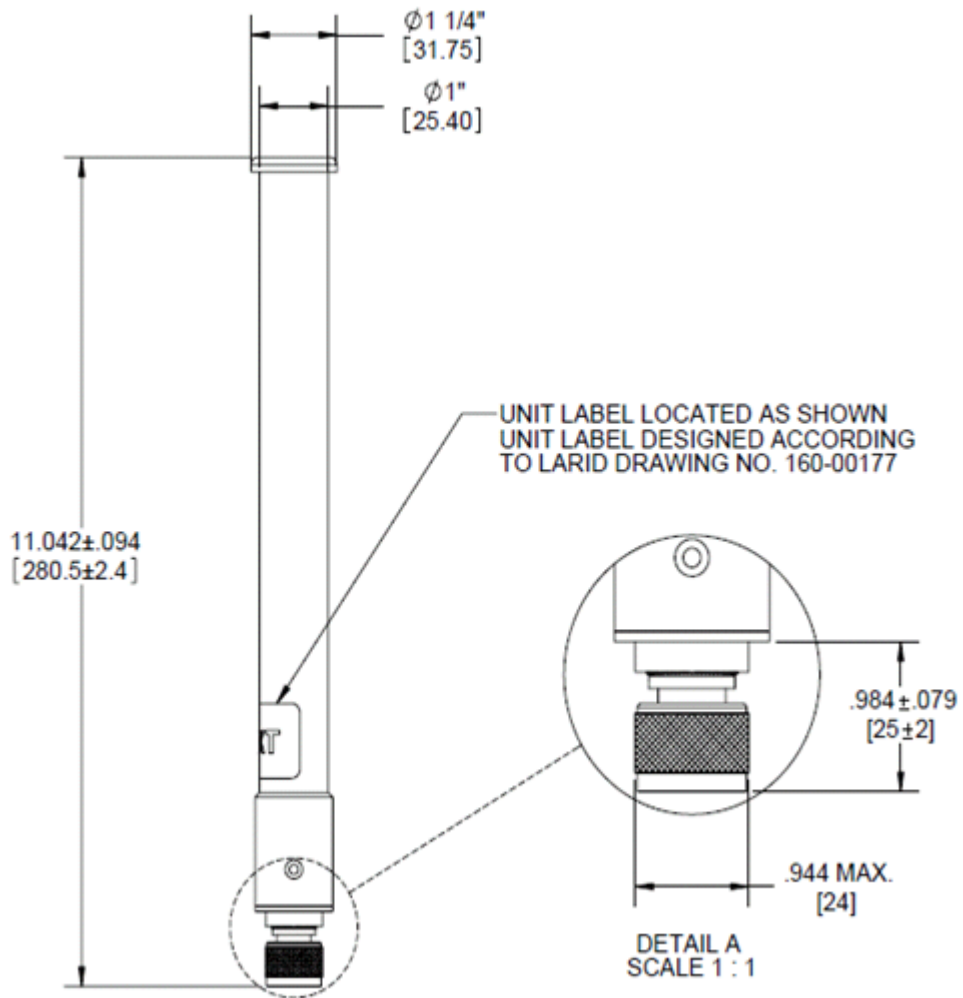 Ø1 1/4"
[31.75]
Ø1"
[25.40]
UNIT LABEL LOCATED AS SHOWN
UNIT LABEL DESIGNED ACCORDING
TO LARID DRAWING NO. 160-00177
11.042±.094
[280.5±2.4]
.984±.079
[25±2]
.944 MAX.
[24]
DETAIL A
SCALE 1 : 1